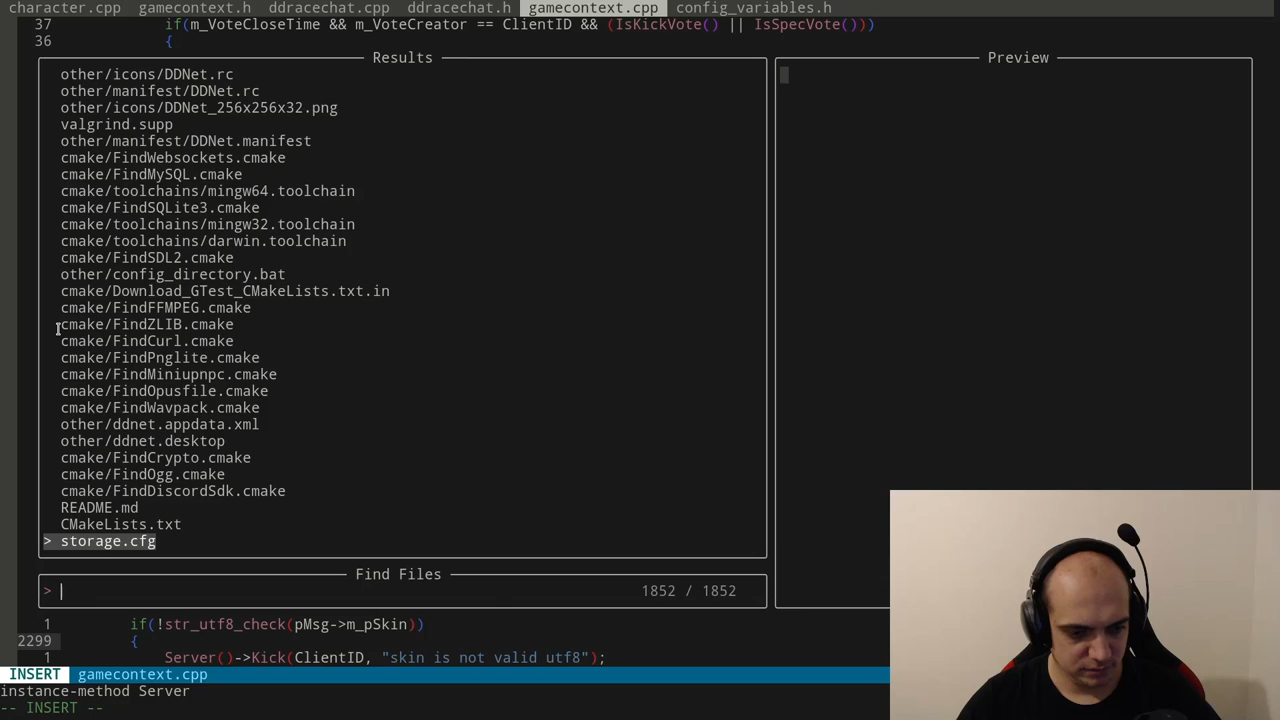 character.cpp gamecontext.h ddracechat.cpp ddracechat.h gamecontext.cpp config_variables.h
37 if(m_VoteCloseTime && m_VoteCreator == ClientID && (IsKickVote() || IsSpecVote()))
36 {
Results
Preview
other/icons/DDNet.rc
other/manifest/DDNet.rc
other/icons/DDNet_256x256x32.png
valgrind.supp
other/manifest/DDNet.manifest
cmake/FindWebsockets.cmake
cmake/FindMySQL.cmake
cmake/toolchains/mingw64.toolchain
cmake/FindSQLite3.cmake
cmake/toolchains/mingw32.toolchain
cmake/toolchains/darwin.toolchain
cmake/FindSDL2.cmake
other/config_directory.bat
cmake/Download_GTest_CMakeLists.txt.in
cmake/FindFFMPEG.cmake
cmake/FindZLIB.cmake
cmake/FindCurl.cmake
cmake/FindPnglite.cmake
cmake/FindMiniupnpc.cmake
cmake/FindOpusfile.cmake
cmake/FindWavpack.cmake
other/ddnet.appdata.xml
other/ddnet.desktop
cmake/FindCrypto.cmake
cmake/FindOgg.cmake
cmake/FindDiscordSdk.cmake
README.md
CMakeLists.txt
> storage.cfg
Find Files
> 1852 / 1852
1 if(!str_utf8_check(pMsg->m_pSkin))
2299 {
1 Server()->Kick(ClientID, "skin is not valid utf8");
INSERT gamecontext.cpp
instance-method Server
-- INSERT --